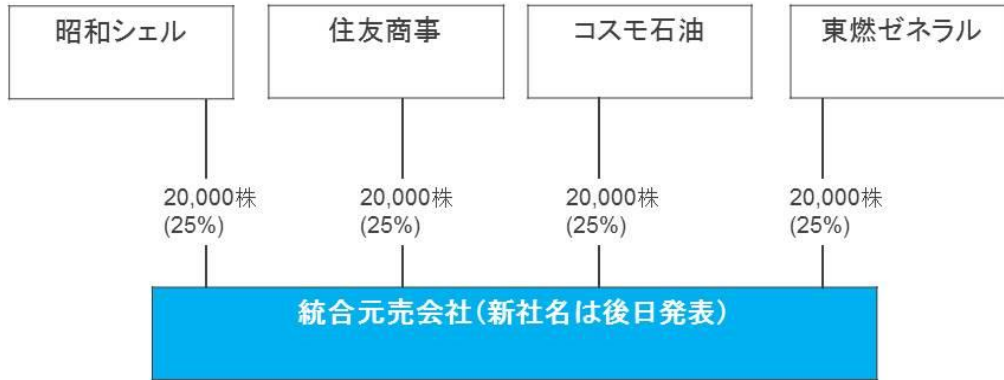 昭和シェル
住友商事
コスモ石油
東燃ゼネラル
20,000株
(25%)
20,000株
(25%)
20,000株
(25%)
20,000株
(25%)
統合元売会社(新社名は後日発表)